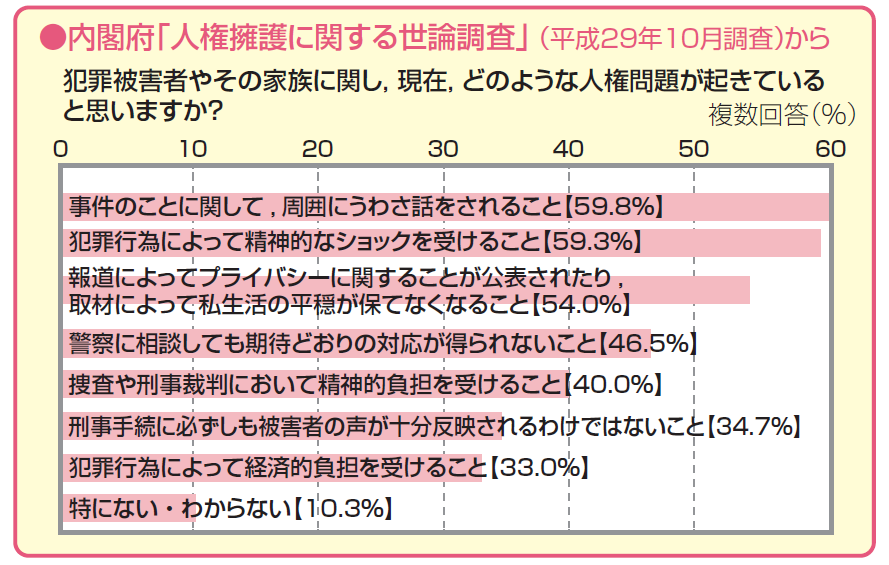 ●内閣府「人権擁護に関する世論調査」（平成29年10月調査）から
犯罪被害者やその家族に関し，現在，どのような人権問題が起きている
と思いますか？
複数回答（％）
0 10 20 30 40 50 60
事件のことに関して，周囲にうわさ話をされること【59.8%】
犯罪行為によって精神的なショックを受けること【59.3%】
報道によってプライバシーに関することが公表されたり，
取材によって私生活の平穏が保てなくなること【54.0%】
警察に相談しても期待どおりの対応が得られないこと【46.5%】
捜査や刑事裁判において精神的負担を受けること【40.0%】
刑事手続に必ずしも被害者の声が十分反映されるわけではないこと【34.7%】
犯罪行為によって経済的負担を受けること【33.0%】
特にない・わからない【10.3%】